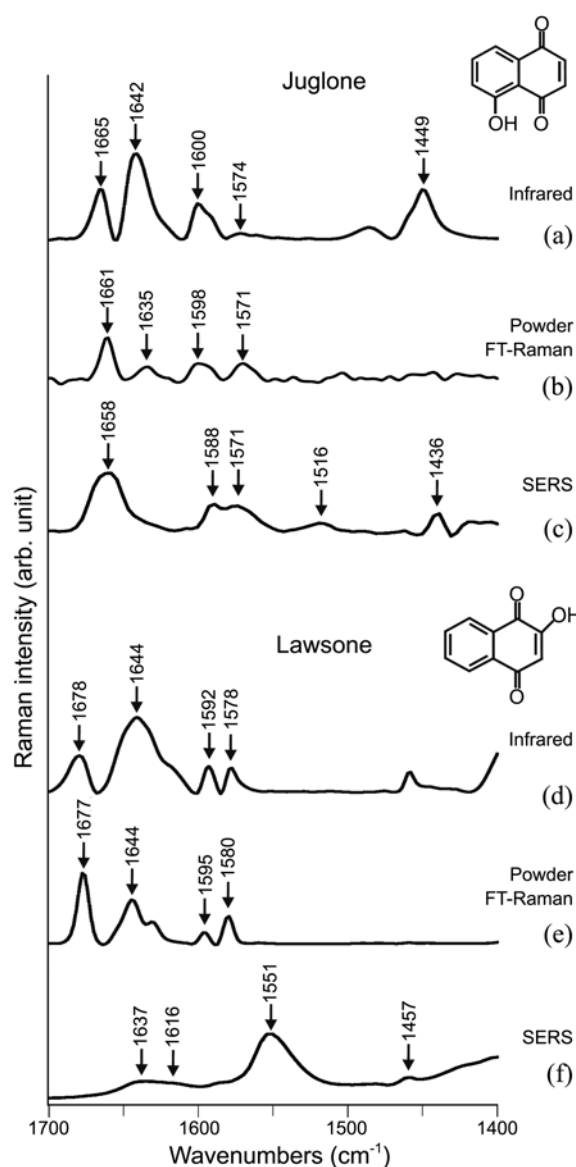 Juglone
O
OH
O
1665
1642
1600
1574
1449
Infrared
(a)
1661
1635
1598
1571
Powder
FT-Raman
(b)
1658
1588
1571
1516
1436
SERS
(c)
Raman intensity (arb. unit)
Lawsone
O
OH
O
1678
1644
1592
1578
Infrared
(d)
1677
1644
1595
1580
Powder
FT-Raman
(e)
1637
1616
1551
1457
SERS
(f)
1700 1600 1500 1400
Wavenumbers (cm-1)